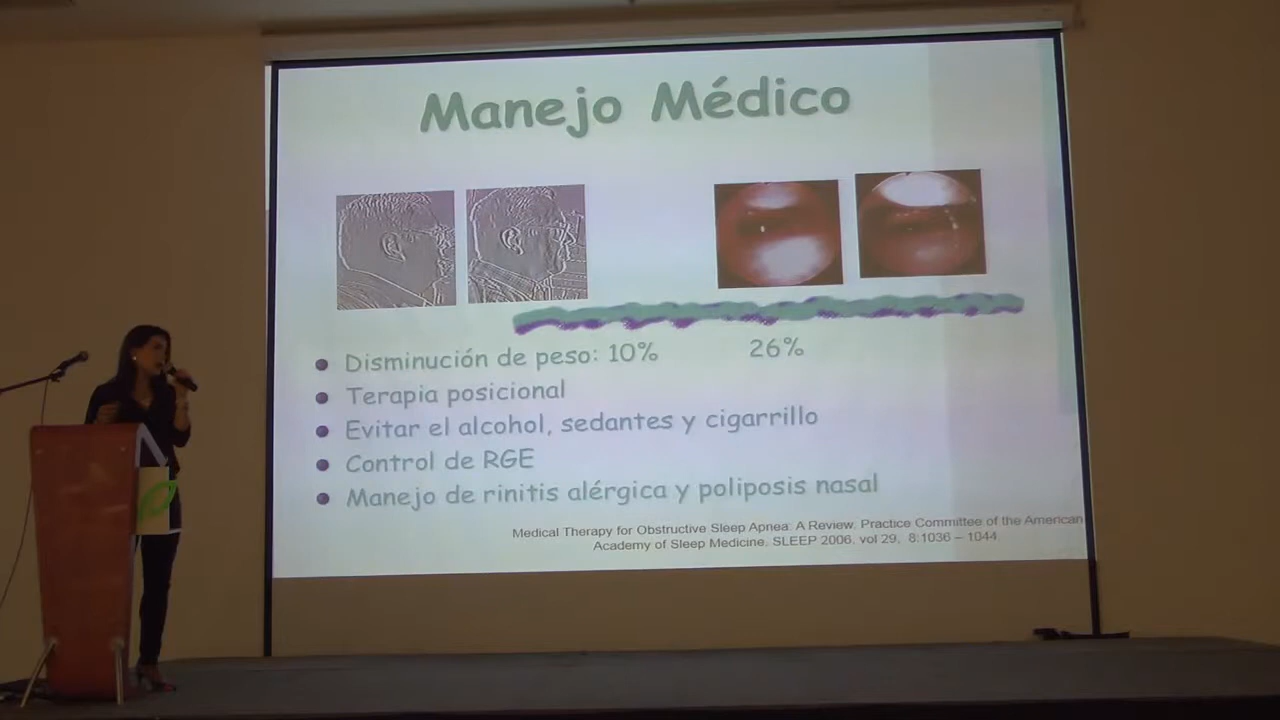 Manejo Médico
Disminución de peso: 10% 26%
Terapia posicional
Evitar el alcohol, sedantes y cigarrillo
Control de RGE
Manejo de rinitis alérgica y poliposis nasal
Medical Therapy for Obstructive Sleep Apnea: A Review. Practice Committee of the American
Academy of Sleep Medicine. SLEEP 2006. vol 29, 8:1036 – 1044